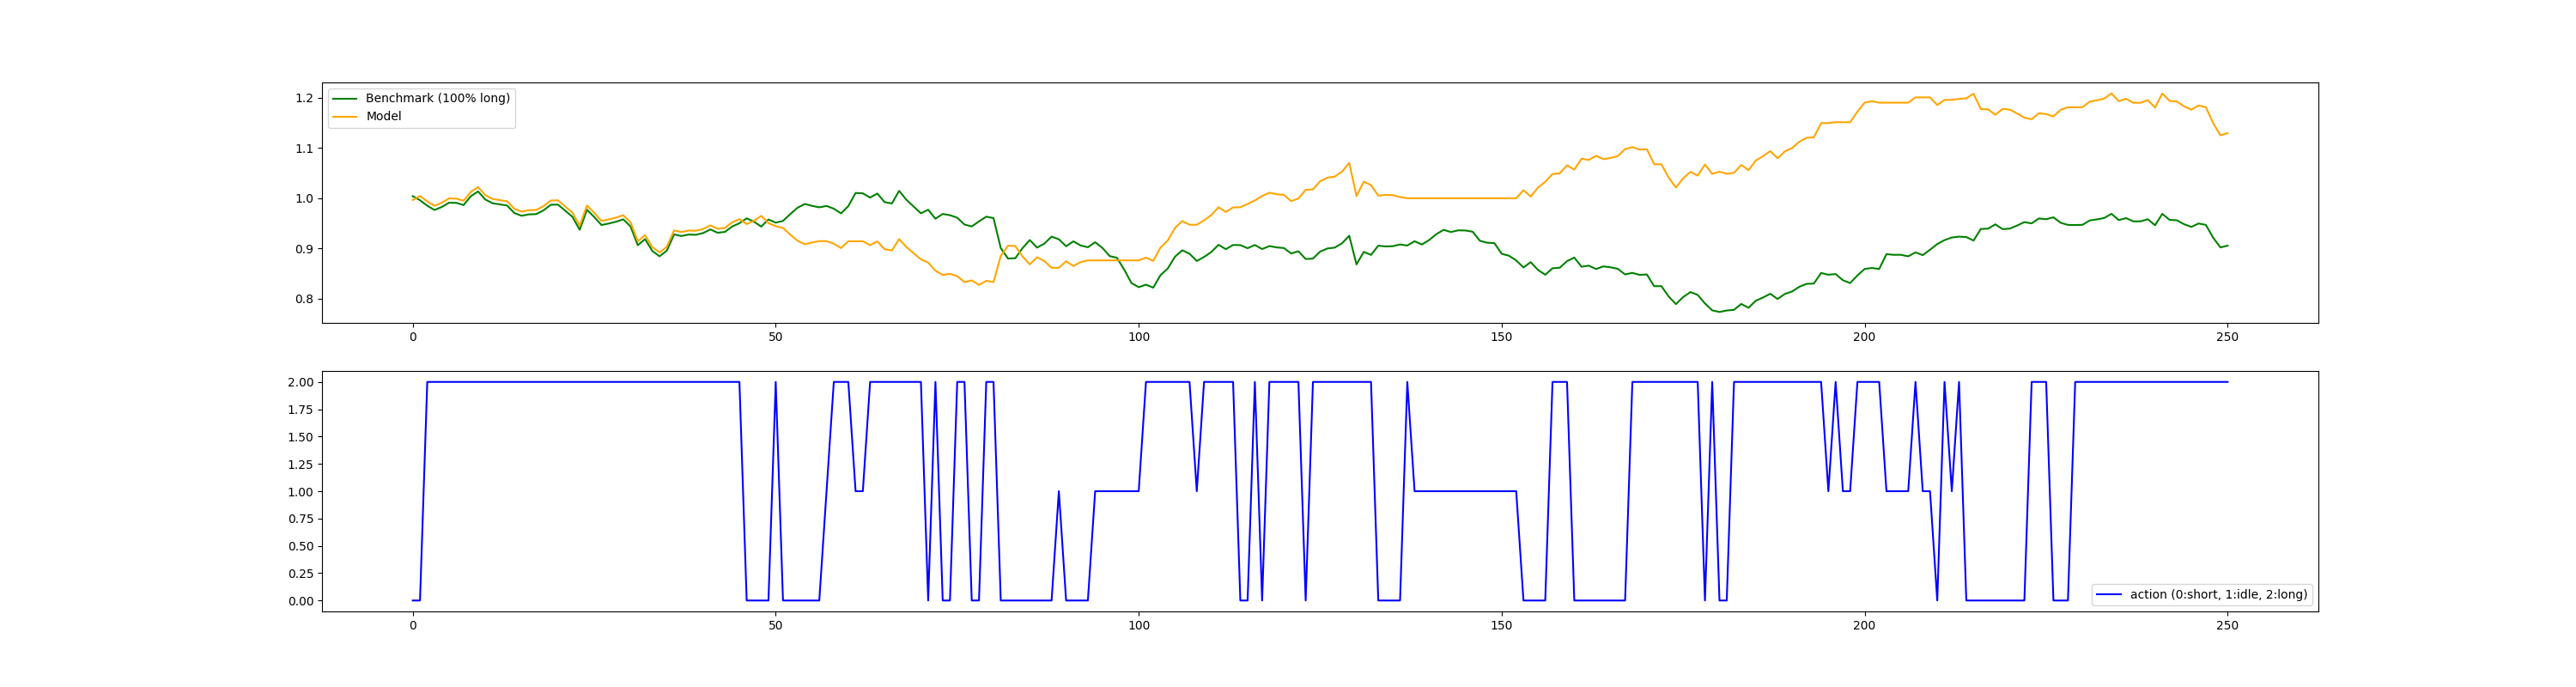 Benchmark (100% long)
Model
1.2
1.1
1.0
0.9
0.8
0 50 100 150 200 250
2.00
1.75
1.50
1.25
1.00
0.75
0.50
0.25
0.00
action (0:short, 1:idle, 2:long)
0 50 100 150 200 250